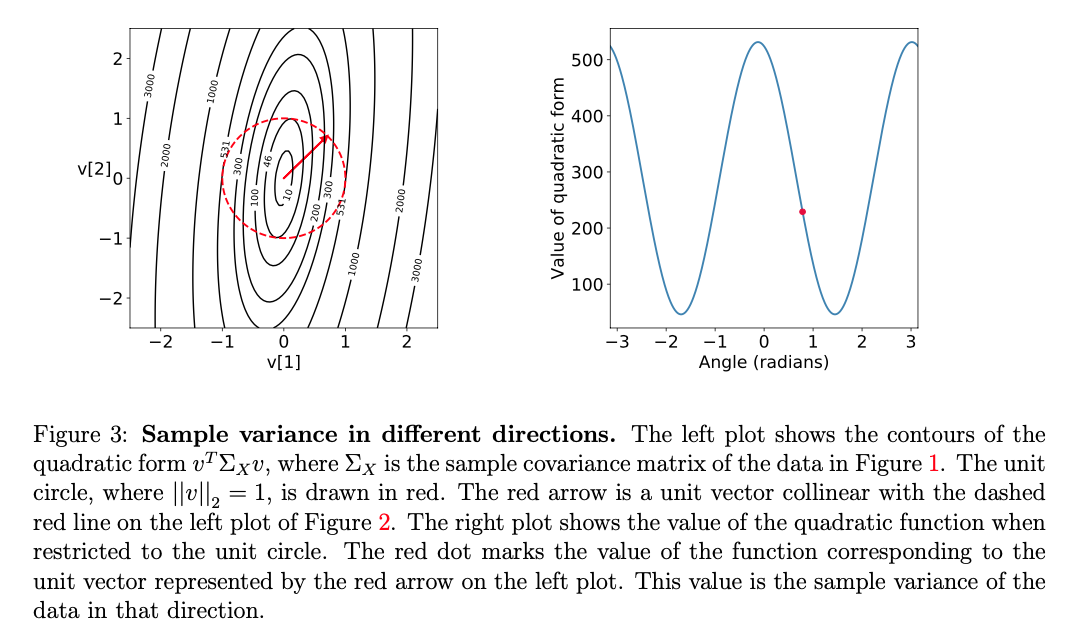 2
1
0
−1
−2
v[2]
3000
2000
1000
531
300
100
46
10
200
300
531
1000
2000
3000
−2 −1 0 1 2
v[1]
500
400
300
200
100
Value of quadratic form
−3 −2 −1 0 1 2 3
Angle (radians)
Figure 3: Sample variance in different directions. The left plot shows the contours of the
quadratic form v^T Σ_X v, where Σ_X is the sample covariance matrix of the data in Figure 1. The unit
circle, where ||v||_2 = 1, is drawn in red. The red arrow is a unit vector collinear with the dashed
red line on the left plot of Figure 2. The right plot shows the value of the quadratic function when
restricted to the unit circle. The red dot marks the value of the function corresponding to the
unit vector represented by the red arrow on the left plot. This value is the sample variance of the
data in that direction.